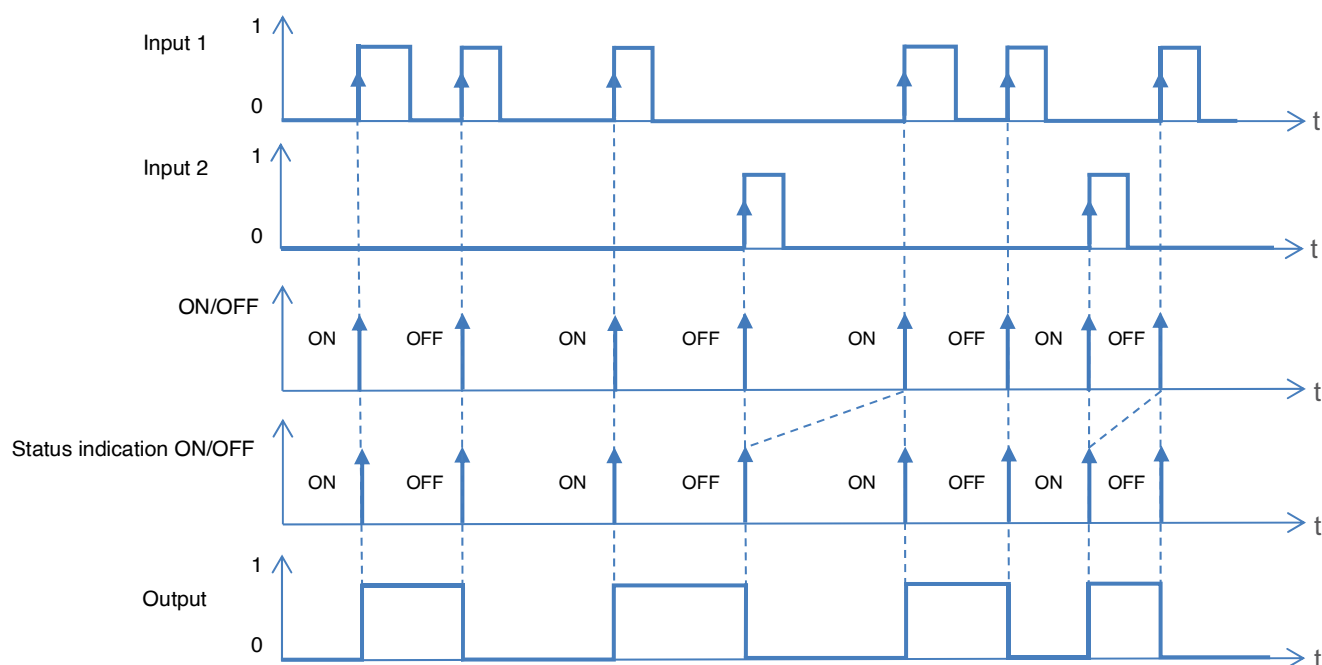 1
Input 1
0
t
1
Input 2
0
t
ON/OFF
ON OFF ON OFF ON OFF ON OFF
t
Status indication ON/OFF
ON OFF ON OFF ON OFF ON OFF
t
1
Output
0
t